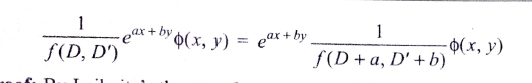 1/f(D, D') e^{ax + by} ϕ(x, y) = e^{ax + by} 1/f(D + a, D' + b) ϕ(x, y)